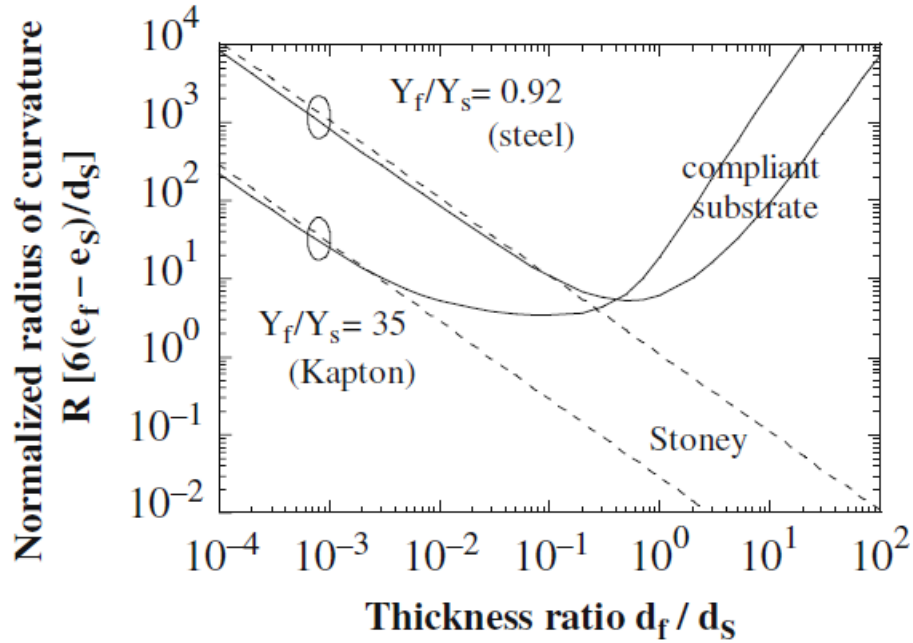 Normalized radius of curvature
R [6(e_f − e_S)/d_S]
10^4
10^3
10^2
10^1
10^0
10^−1
10^−2
Y_f/Y_s= 0.92
(steel)
compliant
substrate
Y_f/Y_s= 35
(Kapton)
Stoney
10^−4 10^−3 10^−2 10^−1 10^0 10^1 10^2
Thickness ratio d_f / d_S